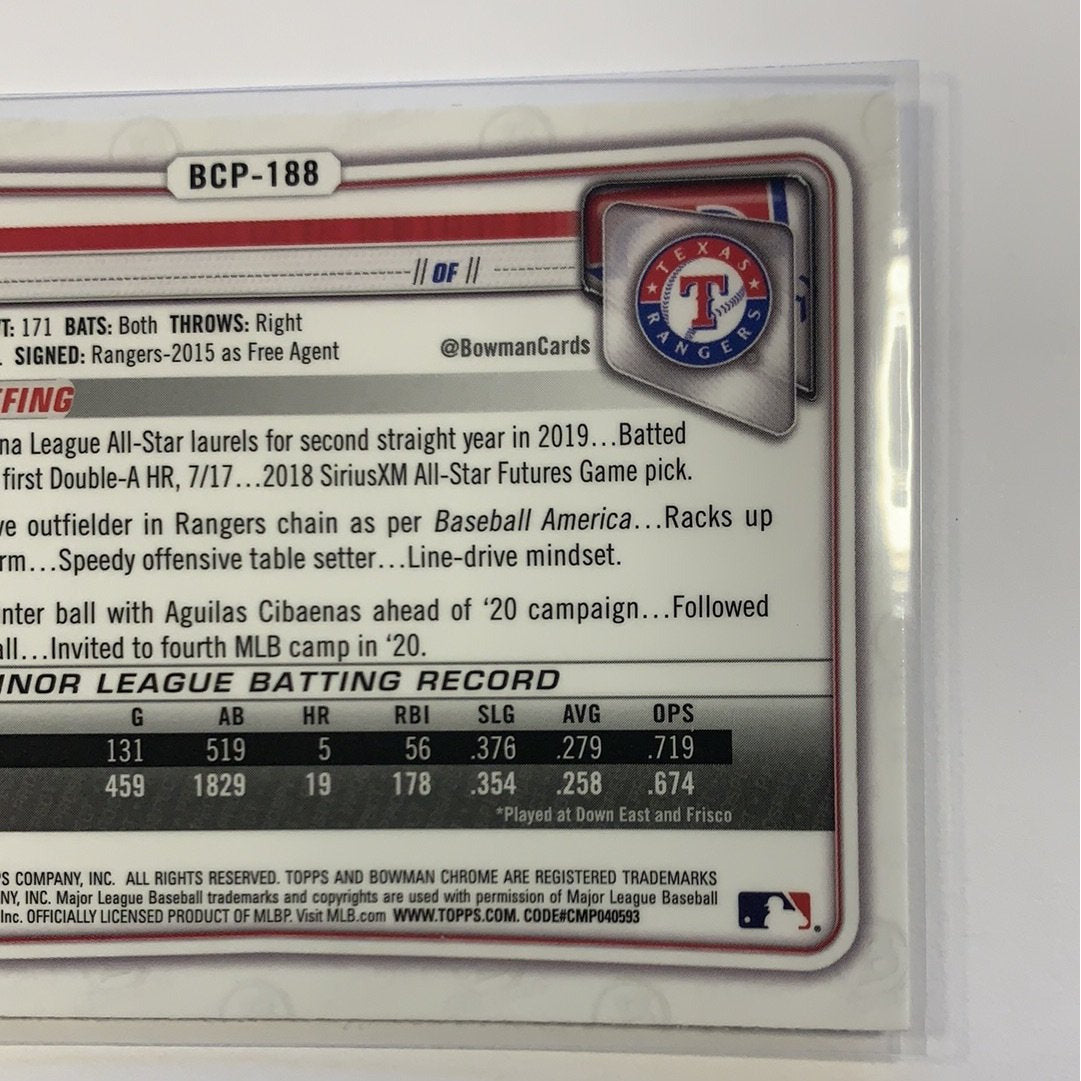 BCP-188
// OF //
T: 171 BATS: Both THROWS: Right
SIGNED: Rangers-2015 as Free Agent
@BowmanCards
TEXAS
T
RANGERS
FING
na League All-Star laurels for second straight year in 2019...Batted
first Double-A HR, 7/17...2018 SiriusXM All-Star Futures Game pick.
ve outfielder in Rangers chain as per Baseball America...Racks up
rm...Speedy offensive table setter...Line-drive mindset.
nter ball with Aguilas Cibaenas ahead of ‘20 campaign...Followed
all...Invited to fourth MLB camp in ‘20.
INOR LEAGUE BATTING RECORD
G AB HR RBI SLG AVG OPS
131 519 5 56 .376 .279 .719
459 1829 19 178 .354 .258 .674
*Played at Down East and Frisco
S COMPANY, INC. ALL RIGHTS RESERVED. TOPPS AND BOWMAN CHROME ARE REGISTERED TRADEMARKS
NY, INC. Major League Baseball trademarks and copyrights are used with permission of Major League Baseball
Inc. OFFICIALLY LICENSED PRODUCT OF MLBP. Visit MLB.com WWW.TOPPS.COM. CODE#CMP040593